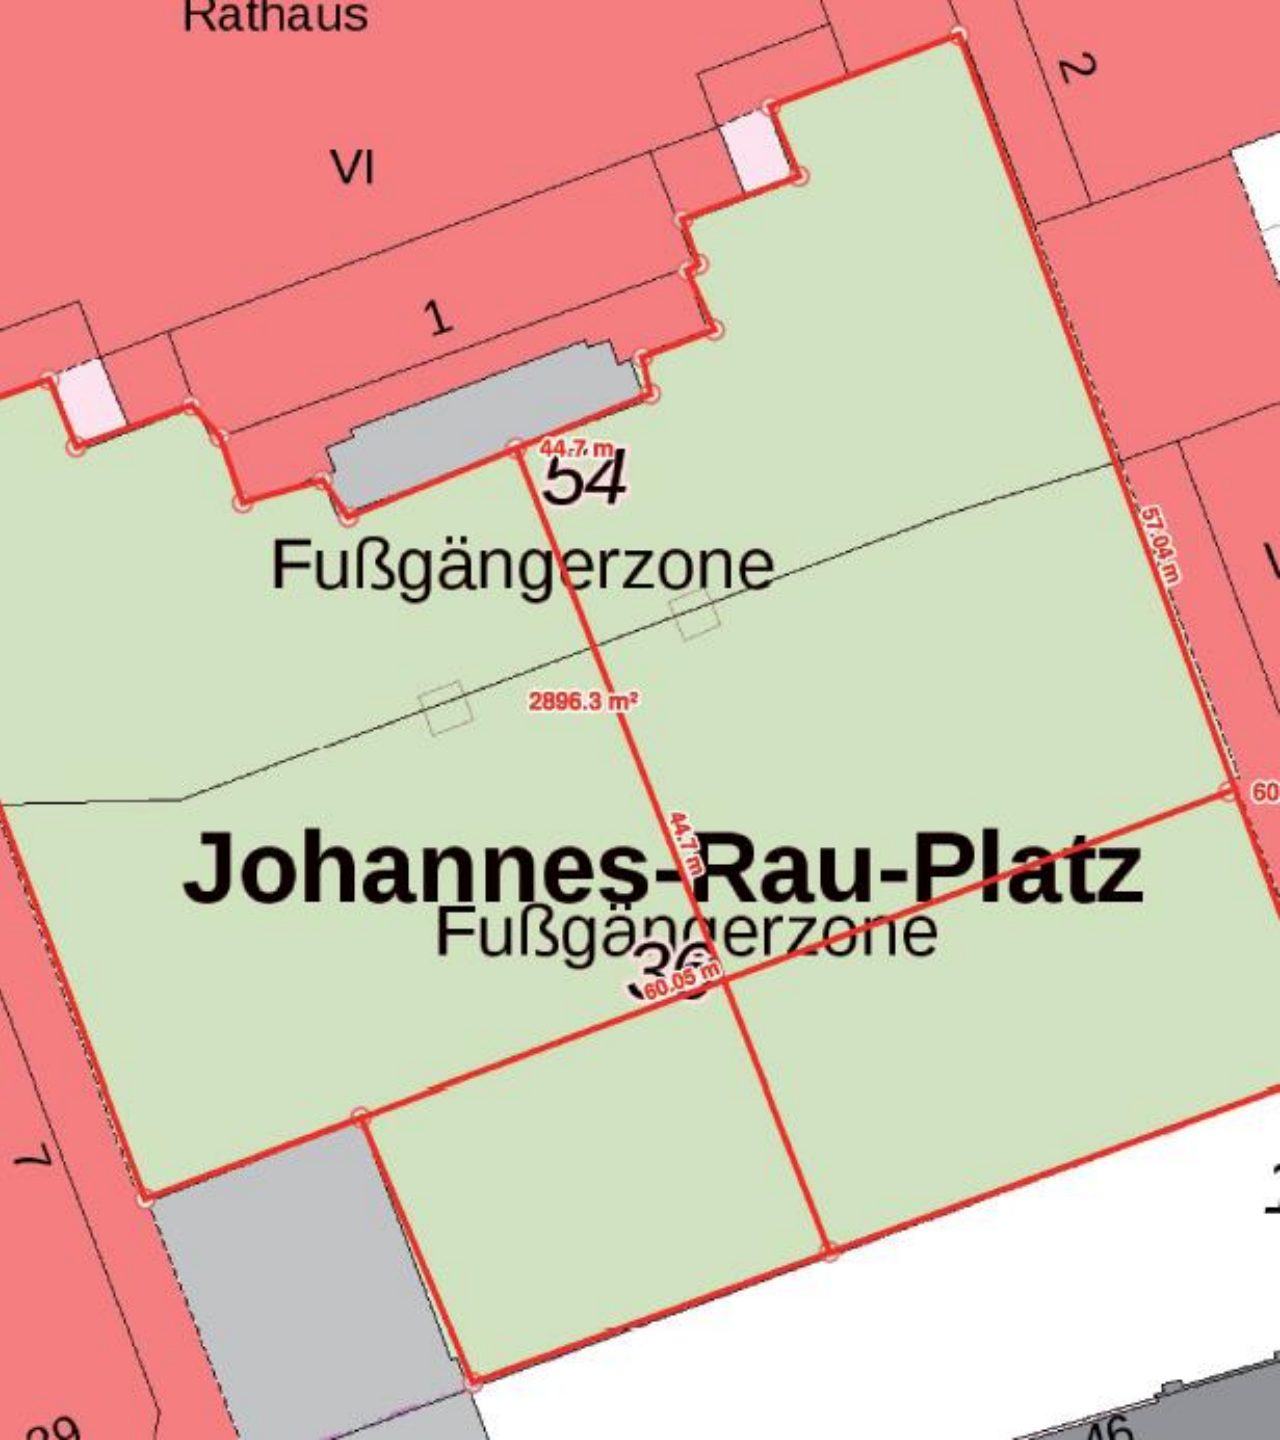 Rathaus
2
VI
1
44.7 m
54
57.04 m
Fußgängerzone
2896.3 m²
60
44.7 m
Johannes-Rau-Platz
Fußgängerzone
36
60.05 m
7
46